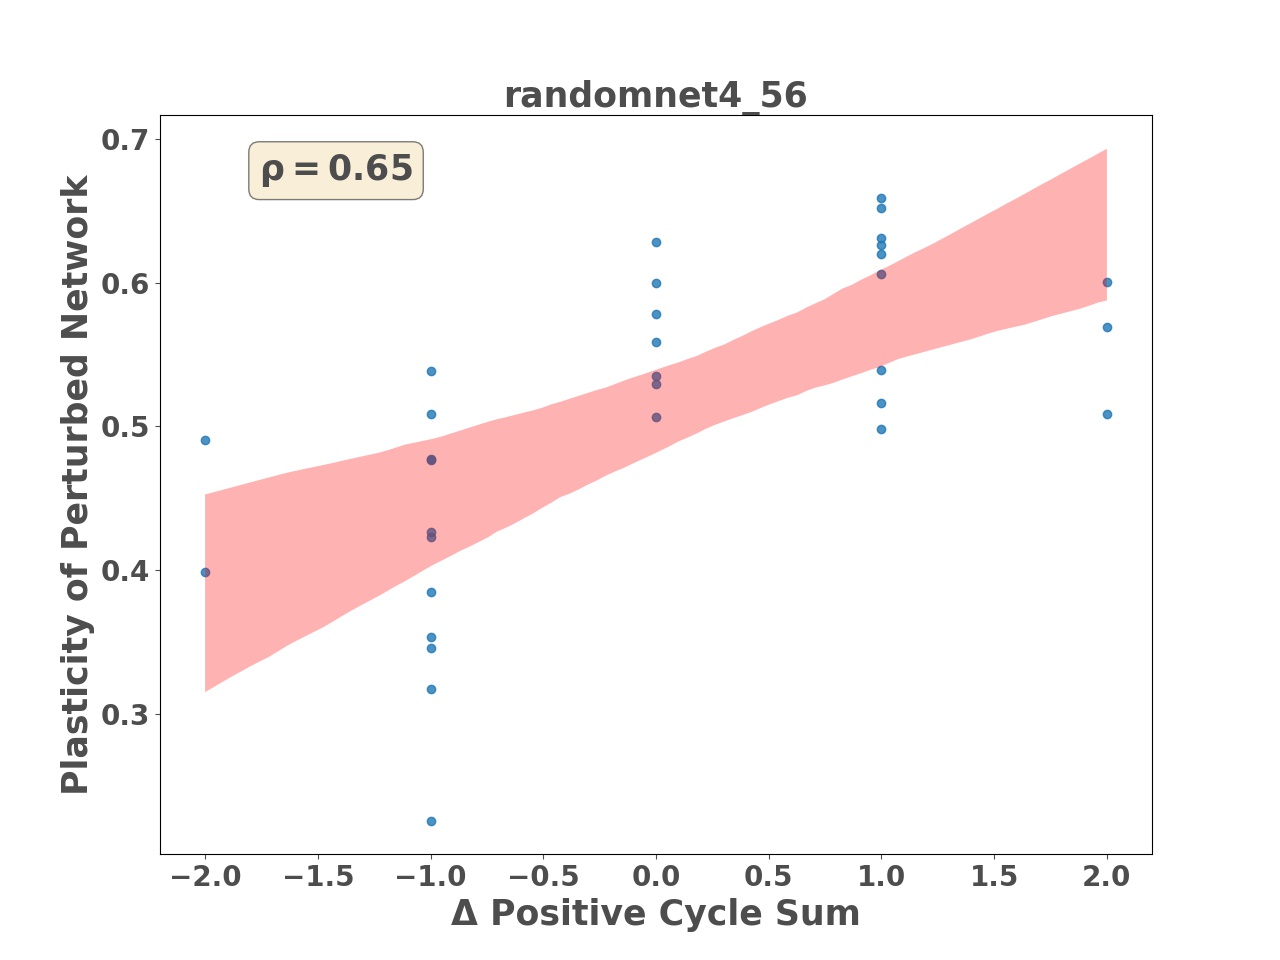 randomnet4_56
ρ = 0.65
Plasticity of Perturbed Network
0.7
0.6
0.5
0.4
0.3
−2.0 −1.5 −1.0 −0.5 0.0 0.5 1.0 1.5 2.0
Δ Positive Cycle Sum